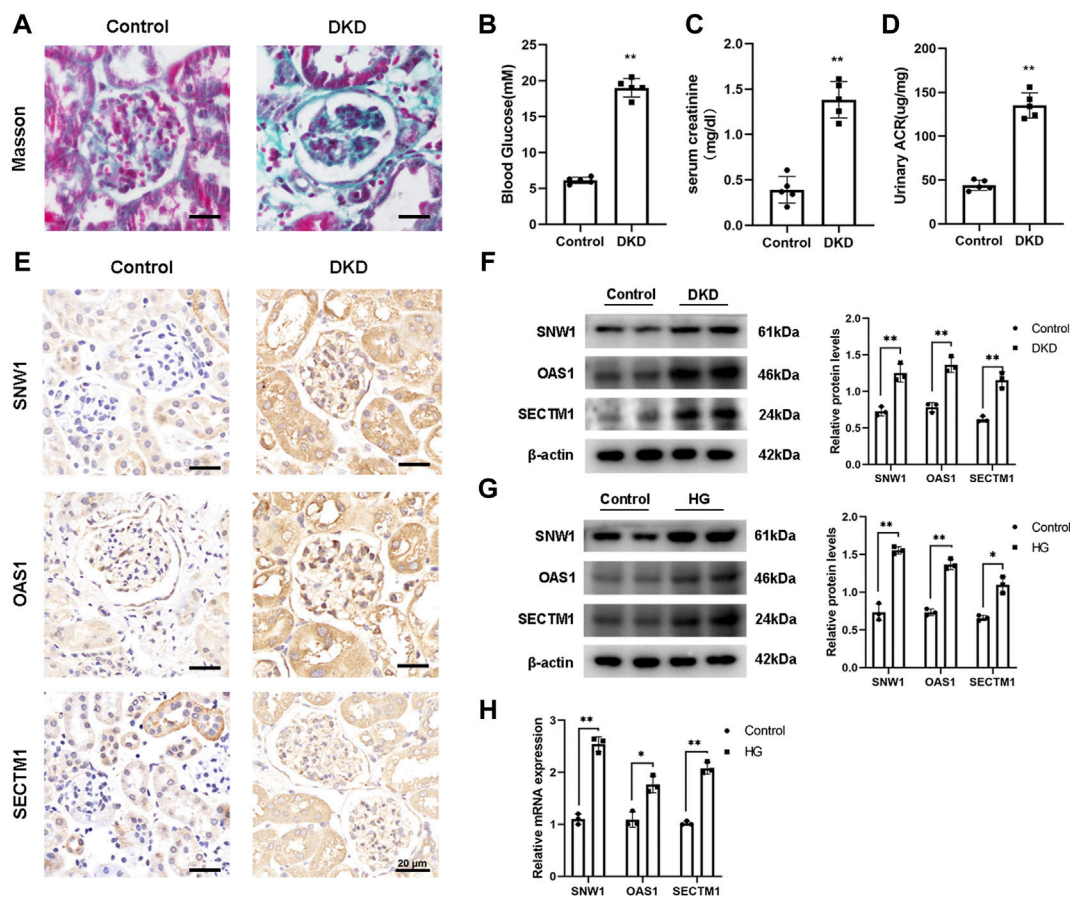 A
Control
DKD
Masson
B
Blood Glucose(mM)
25
20
15
10
5
0
**
Control
DKD
C
serum creatinine
(mg/dl)
2.0
1.5
1.0
0.5
0.0
**
Control
DKD
D
Urinary ACR(ug/mg)
200
150
100
50
0
**
Control
DKD
E
Control
DKD
SNW1
OAS1
SECTM1
20 μm
F
Control
DKD
SNW1
61kDa
OAS1
46kDa
SECTM1
24kDa
β-actin
42kDa
Relative protein levels
2.0
1.5
1.0
0.5
0.0
**
**
**
SNW1
OAS1
SECTM1
Control
DKD
G
Control
HG
SNW1
61kDa
OAS1
46kDa
SECTM1
24kDa
β-actin
42kDa
Relative protein levels
2.0
1.5
1.0
0.5
0.0
**
**
*
SNW1
OAS1
SECTM1
Control
HG
H
Relative mRNA expression
3
2
1
0
**
*
**
SNW1
OAS1
SECTM1
Control
HG